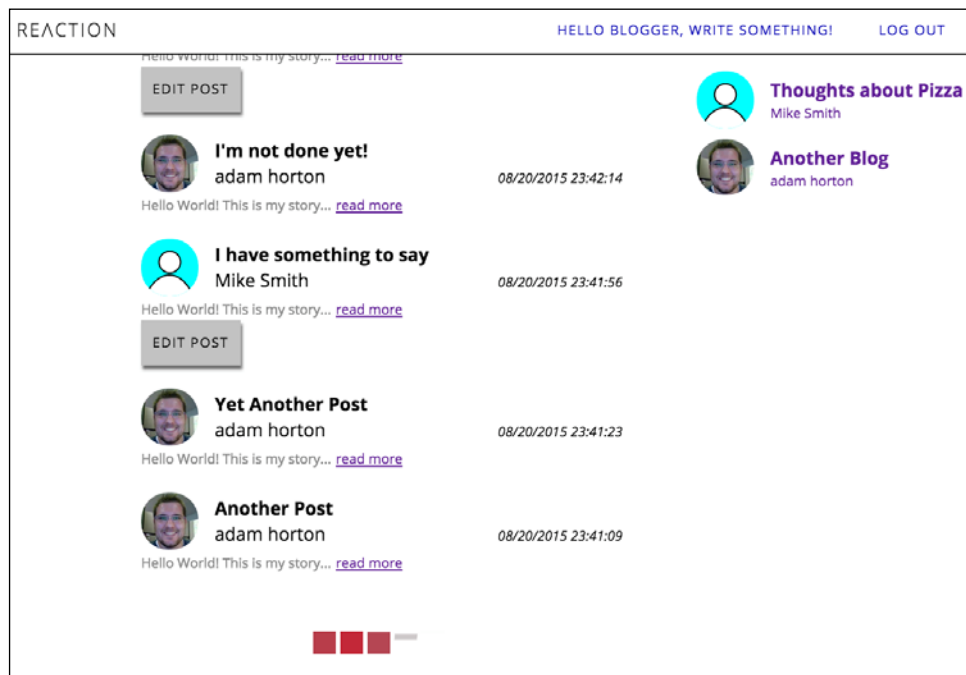 REACTION
HELLO BLOGGER, WRITE SOMETHING!
LOG OUT
Hello World! This is my story... read more
EDIT POST
I'm not done yet!
adam horton
08/20/2015 23:42:14
Hello World! This is my story... read more
I have something to say
Mike Smith
08/20/2015 23:41:56
Hello World! This is my story... read more
EDIT POST
Yet Another Post
adam horton
08/20/2015 23:41:23
Hello World! This is my story... read more
Another Post
adam horton
08/20/2015 23:41:09
Hello World! This is my story... read more
Thoughts about Pizza
Mike Smith
Another Blog
adam horton